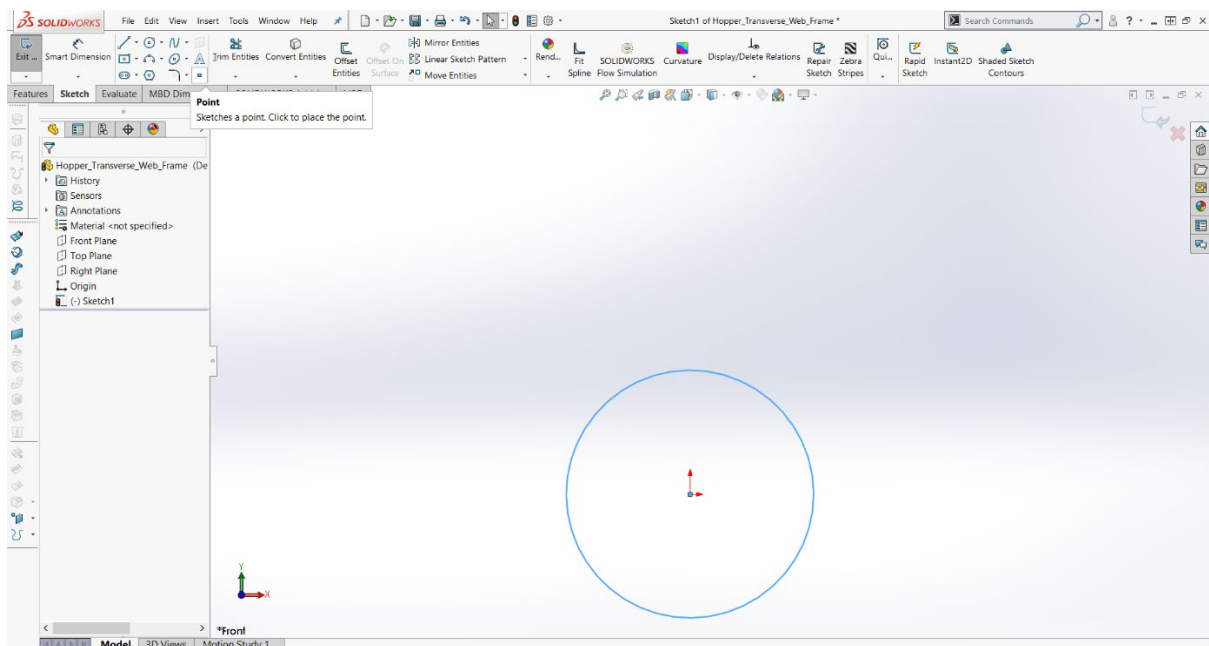 SOLIDWORKS File Edit View Insert Tools Window Help Sketch1 of Hopper_Transverse_Web_Frame * Search Commands
Exit ... Smart Dimension Trim Entities Convert Entities Offset Entities Offset On Surface Mirror Entities Linear Sketch Pattern Move Entities Rend... Fit Spline SOLIDWORKS Flow Simulation Curvature Display/Delete Relations Repair Sketch Zebra Stripes Qui... Rapid Sketch Instant2D Shaded Sketch Contours
Features Sketch Evaluate MBD Dim
Point
Sketches a point. Click to place the point.
Hopper_Transverse_Web_Frame (De
History
Sensors
Annotations
Material <not specified>
Front Plane
Top Plane
Right Plane
Origin
(-) Sketch1
Y
X
*Front
Model 3D Views Motion Study 1